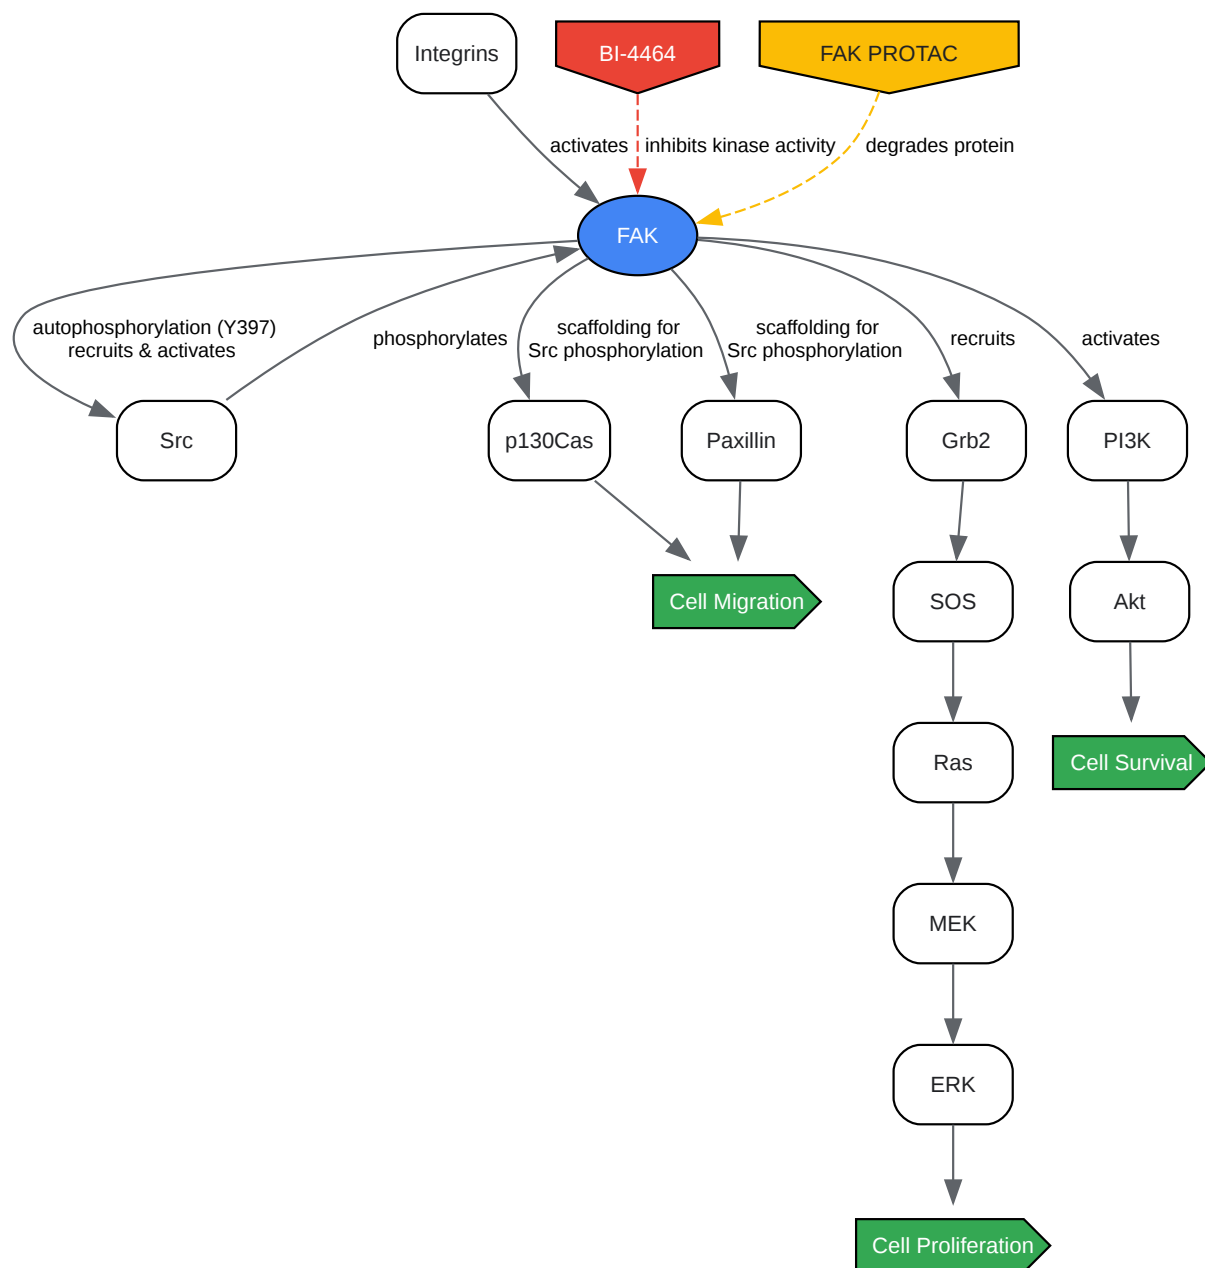 Integrins
BI-4464
FAK PROTAC
activates
inhibits kinase activity
degrades protein
FAK
autophosphorylation (Y397)
recruits & activates
phosphorylates
scaffolding for
Src phosphorylation
scaffolding for
Src phosphorylation
recruits
activates
Src
p130Cas
Paxillin
Grb2
PI3K
Cell Migration
SOS
Akt
Ras
Cell Survival
MEK
ERK
Cell Proliferation